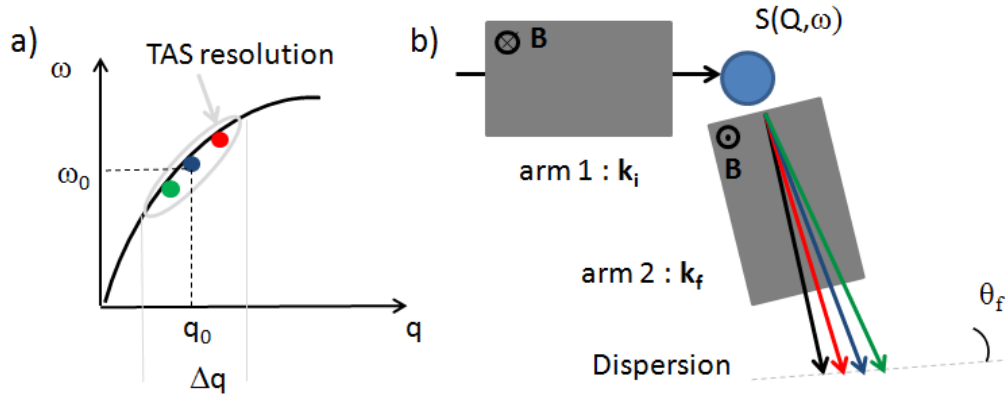 a)
TAS resolution
ω
ω0
q0
q
Δq
b)
B
S(Q,ω)
arm 1 : ki
B
arm 2 : kf
θf
Dispersion